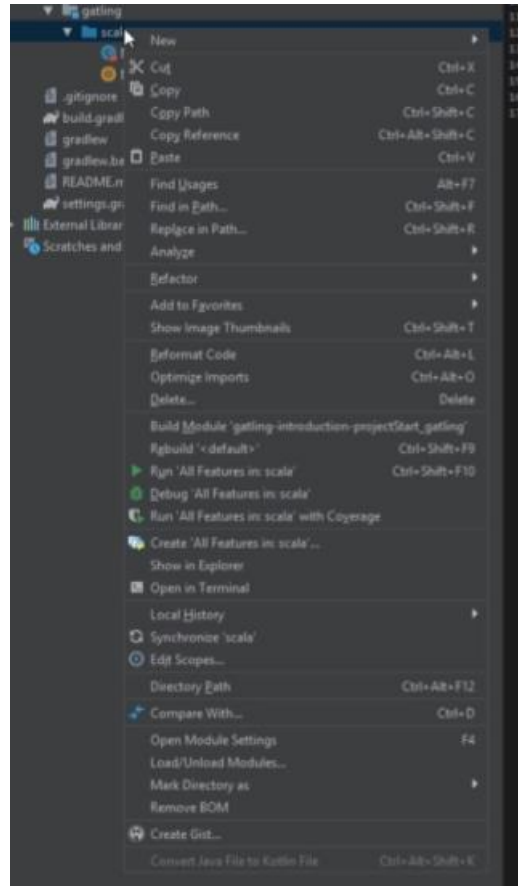 gatling
scal
New
Cut Ctrl+X
Copy Ctrl+C
Copy Path Ctrl+Shift+C
Copy Reference Ctrl+Alt+Shift+C
Paste Ctrl+V
Find Usages Alt+F7
Find in Path... Ctrl+Shift+F
Replace in Path... Ctrl+Shift+R
Analyze
Refactor
Add to Favorites
Show Image Thumbnails Ctrl+Shift+T
Reformat Code Ctrl+Alt+L
Optimize Imports Ctrl+Alt+O
Delete... Delete
Build Module 'gatling-introduction-projectStart_gatling'
Rebuild '<default>' Ctrl+Shift+F9
Run 'All Features in: scala' Ctrl+Shift+F10
Debug 'All Features in: scala'
Run 'All Features in: scala' with Coverage
Create 'All Features in: scala'...
Show in Explorer
Open in Terminal
Local History
Synchronize 'scala'
Edit Scopes...
Directory Path Ctrl+Alt+F12
Compare With... Ctrl+D
Open Module Settings F4
Load/Unload Modules...
Mark Directory as
Remove BOM
Create Gist...
Convert Java File to Kotlin File Ctrl+Alt+Shift+K
.gitignore
build.gradl
gradlew
gradlew.ba
README.m
settings.gra
External Librar
Scratches and